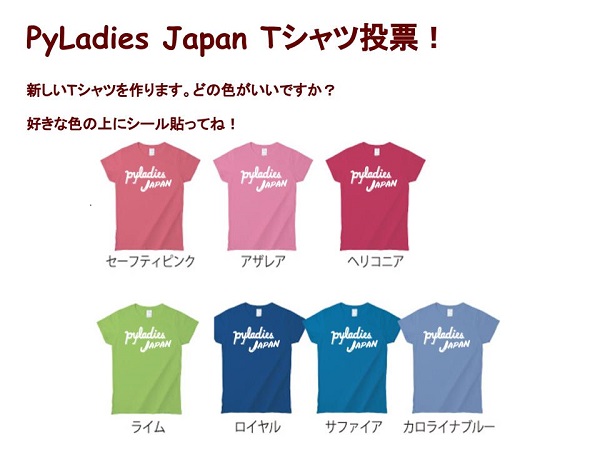 PyLadies Japan Tシャツ投票！
新しいTシャツを作ります。どの色がいいですか？
好きな色の上にシール貼ってね！
pyladies JAPAN
pyladies JAPAN
pyladies JAPAN
セーフティピンク
アザレア
ヘリコニア
pyladies JAPAN
pyladies JAPAN
pyladies JAPAN
pyladies JAPAN
ライム
ロイヤル
サファイア
カロライナブルー